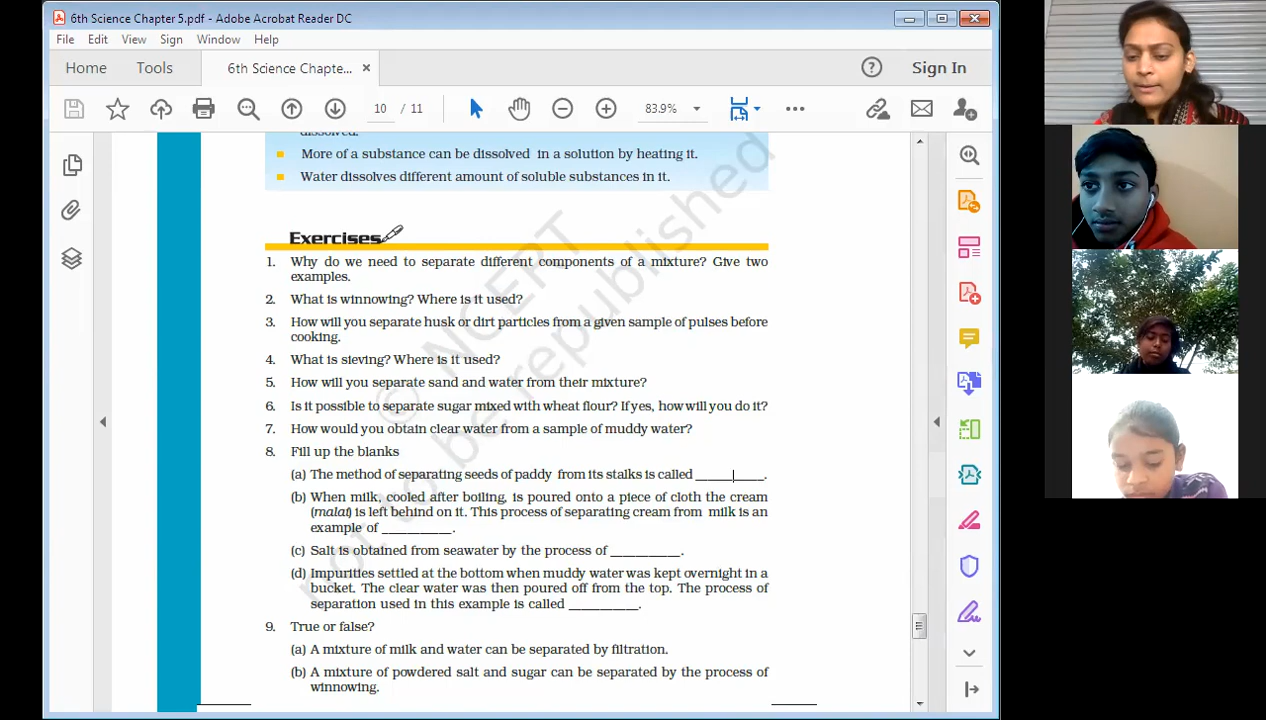 6th Science Chapter 5.pdf - Adobe Acrobat Reader DC
File Edit View Sign Window Help
Home Tools 6th Science Chapte... × Sign In
10 / 11 83.9%
dissolved.
More of a substance can be dissolved in a solution by heating it.
Water dissolves different amount of soluble substances in it.
Exercises
1. Why do we need to separate different components of a mixture? Give two
examples.
2. What is winnowing? Where is it used?
3. How will you separate husk or dirt particles from a given sample of pulses before
cooking.
4. What is sieving? Where is it used?
5. How will you separate sand and water from their mixture?
6. Is it possible to separate sugar mixed with wheat flour? If yes, how will you do it?
7. How would you obtain clear water from a sample of muddy water?
8. Fill up the blanks
(a) The method of separating seeds of paddy from its stalks is called ___________.
(b) When milk, cooled after boiling, is poured onto a piece of cloth the cream
(malai) is left behind on it. This process of separating cream from milk is an
example of ___________.
(c) Salt is obtained from seawater by the process of ___________.
(d) Impurities settled at the bottom when muddy water was kept overnight in a
bucket. The clear water was then poured off from the top. The process of
separation used in this example is called ___________.
9. True or false?
(a) A mixture of milk and water can be separated by filtration.
(b) A mixture of powdered salt and sugar can be separated by the process of
winnowing.
© NCERT
not to be republished